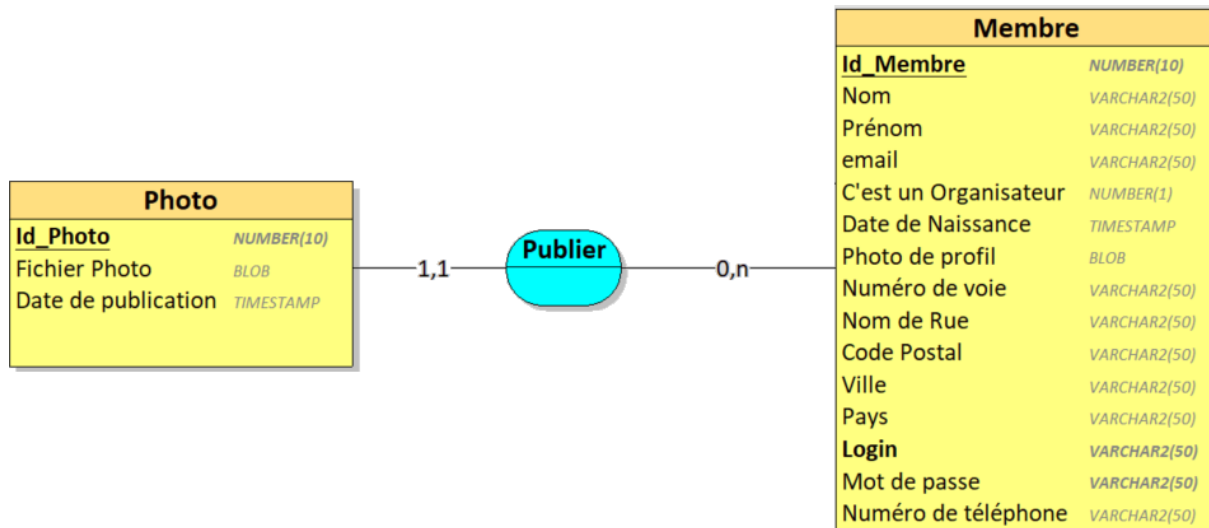 Photo
Id_Photo NUMBER(10)
Fichier Photo BLOB
Date de publication TIMESTAMP
1,1
Publier
0,n
Membre
Id_Membre NUMBER(10)
Nom VARCHAR2(50)
Prénom VARCHAR2(50)
email VARCHAR2(50)
C'est un Organisateur NUMBER(1)
Date de Naissance TIMESTAMP
Photo de profil BLOB
Numéro de voie VARCHAR2(50)
Nom de Rue VARCHAR2(50)
Code Postal VARCHAR2(50)
Ville VARCHAR2(50)
Pays VARCHAR2(50)
Login VARCHAR2(50)
Mot de passe VARCHAR2(50)
Numéro de téléphone VARCHAR2(50)